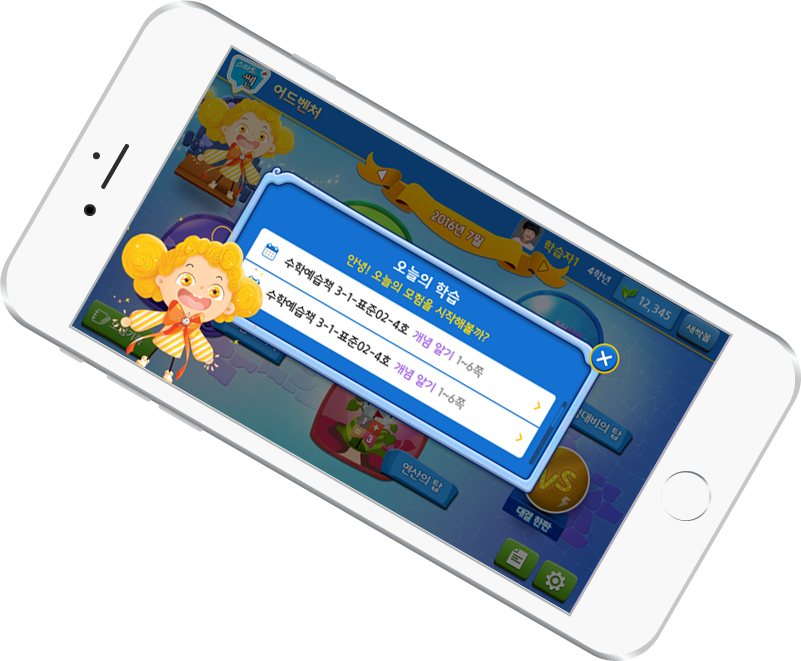 스마트
쎈
어드벤처
2016년 7월
학습자1
4학년
12,345
새싹몰
오늘의 학습
안녕! 오늘의 모험을 시작해볼까?
수학예습책 3-1-표준02-4호 개념 알기 1~6쪽
수학예습책 3-1-표준02-4호 개념 알기 1~6쪽
대비의 탑
연산의 탑
VS
대결 한판